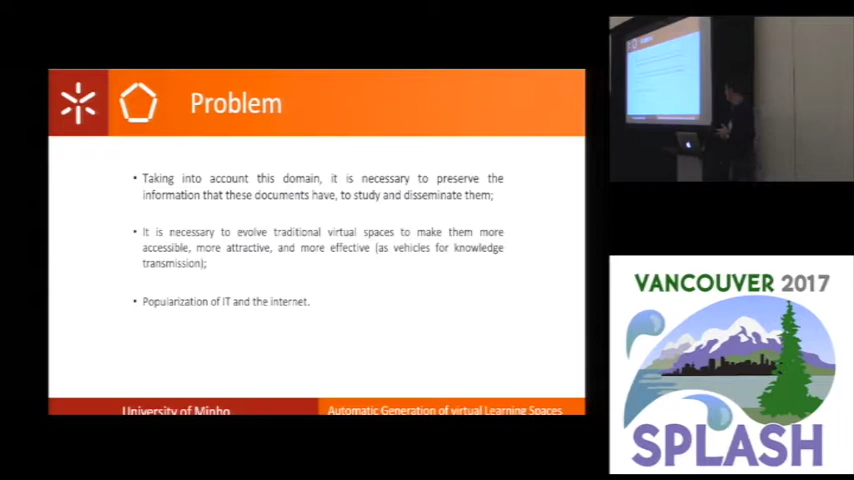 Problem
• Taking into account this domain, it is necessary to preserve the
information that these documents have, to study and disseminate them;
• It is necessary to evolve traditional virtual spaces to make them more
accessible, more attractive, and more effective (as vehicles for knowledge
transmission);
• Popularization of IT and the internet.
University of Minho
Automatic Generation of virtual Learning Spaces
VANCOUVER 2017
SPLASH